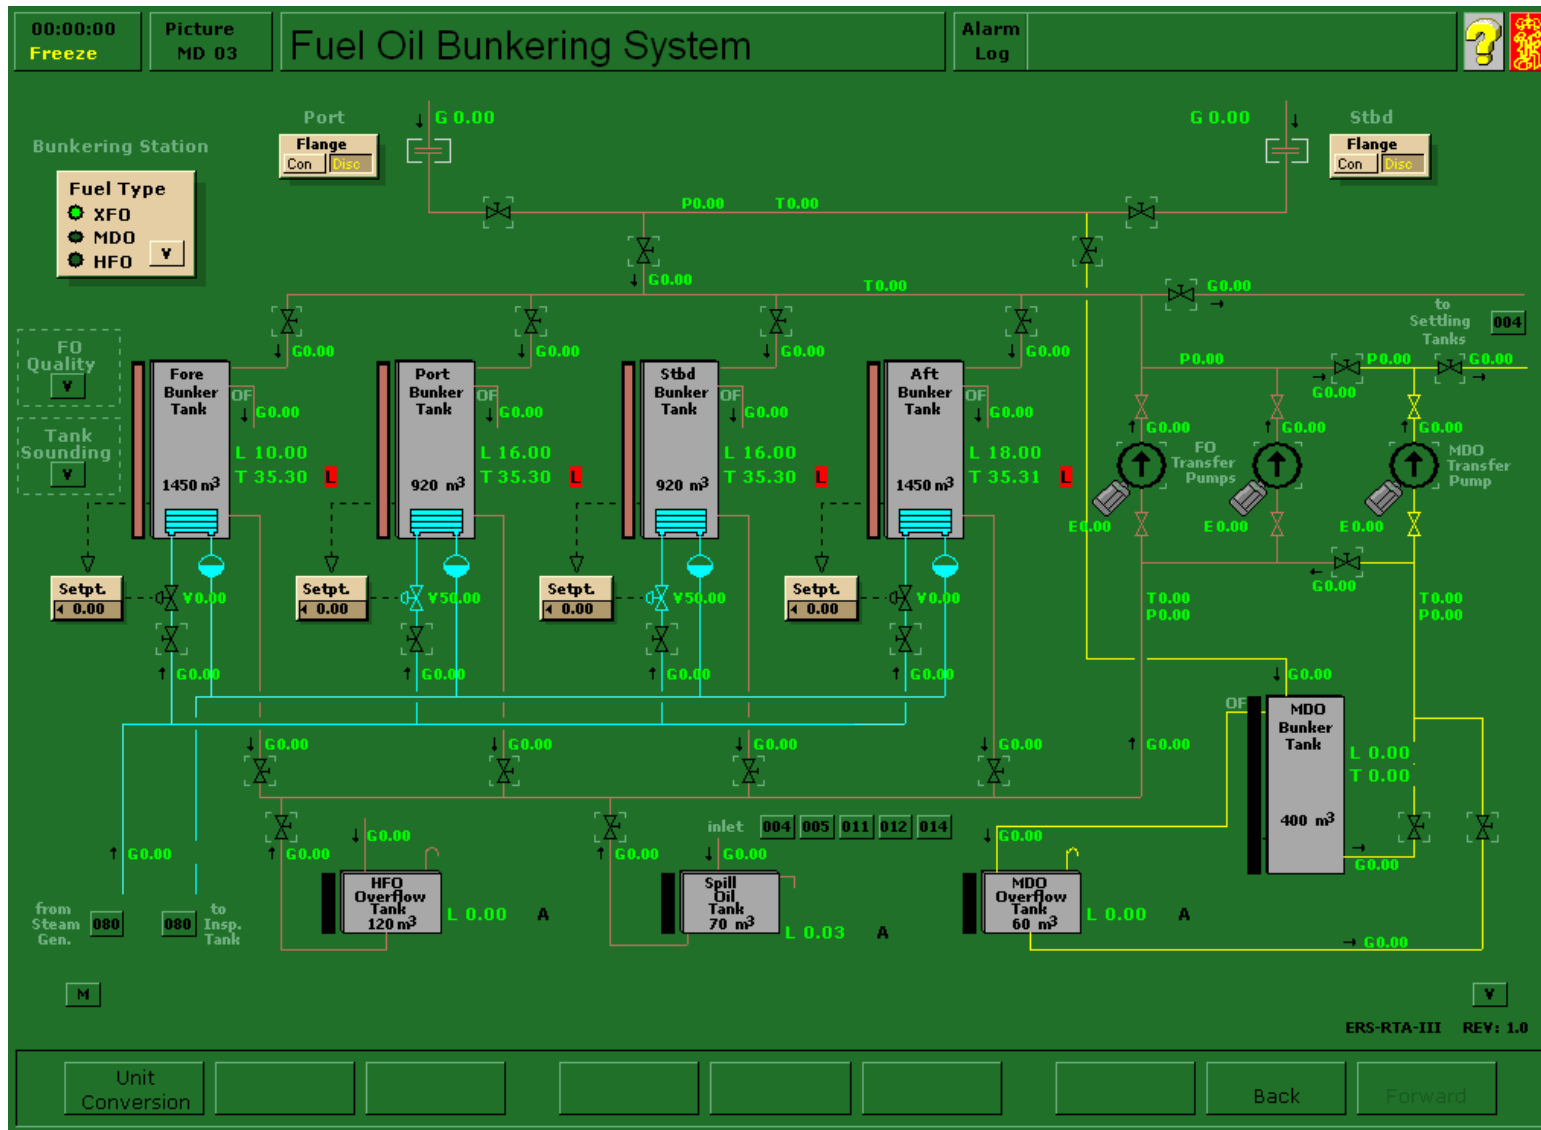 00:00:00
Freeze
Picture
MD 03
Fuel Oil Bunkering System
Alarm
Log
?
Port
G 0.00
G 0.00
Stbd
Flange
Con Disc
Flange
Con Disc
Bunkering Station
Fuel Type
XFO
MDO
HFO
V
P0.00 T0.00
G0.00
T0.00
G0.00
to
Settling
Tanks
004
FO
Quality
V
Tank
Sounding
V
G0.00
G0.00
G0.00
G0.00
Fore
Bunker
Tank
1450 m3
OF
G0.00
L 10.00
T 35.30 L
Port
Bunker
Tank
920 m3
OF
G0.00
L 16.00
T 35.30 L
Stbd
Bunker
Tank
920 m3
OF
G0.00
L 16.00
T 35.30 L
Aft
Bunker
Tank
1450 m3
OF
G0.00
L 18.00
T 35.31 L
P0.00 P0.00 G0.00
G0.00
G0.00 G0.00 G0.00
FO
Transfer
Pumps
MDO
Transfer
Pump
E0.00 E0.00 E0.00
G0.00
T0.00
P0.00
T0.00
P0.00
Setpt.
0.00
V0.00
Setpt.
0.00
V50.00
Setpt.
0.00
V50.00
Setpt.
0.00
V0.00
G0.00 G0.00 G0.00 G0.00
G0.00
OF
MDO
Bunker
Tank
400 m3
L 0.00
T 0.00
G0.00 G0.00 G0.00 G0.00 G0.00
G0.00
inlet 004 005 011 012 014
G0.00 G0.00 G0.00 G0.00 G0.00 G0.00
HFO
Overflow
Tank
120 m3
L 0.00 A
Spill
Oil
Tank
70 m3
L 0.03 A
MDO
Overflow
Tank
60 m3
L 0.00 A
G0.00
from
Steam
Gen.
080
080
to
Insp.
Tank
M
V
ERS-RTA-III REV: 1.0
Unit
Conversion
Back
Forward